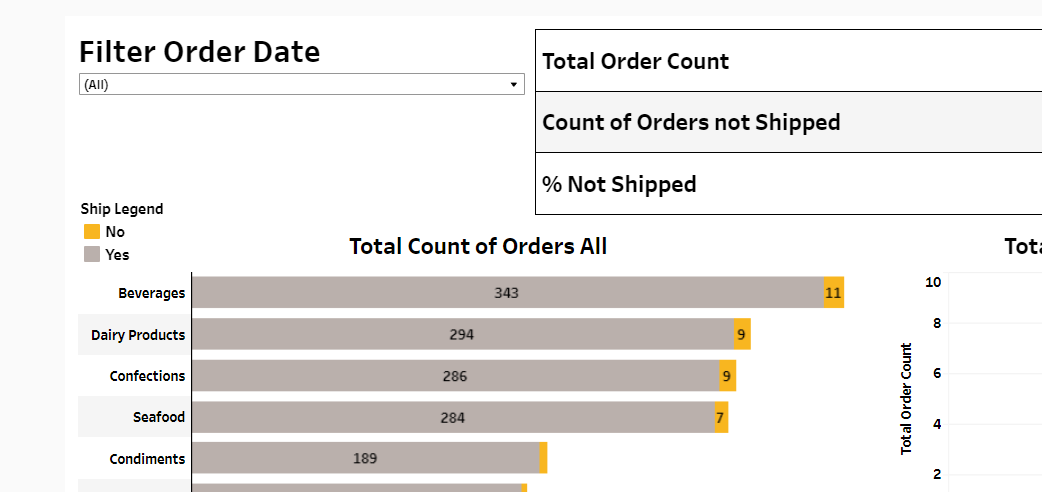 Filter Order Date
(All)
Total Order Count
Count of Orders not Shipped
% Not Shipped
Ship Legend
No
Yes
Total Count of Orders All
Beverages 343 11
Dairy Products 294 9
Confections 286 9
Seafood 284 7
Condiments 189
Tota
Total Order Count
10
8
6
4
2